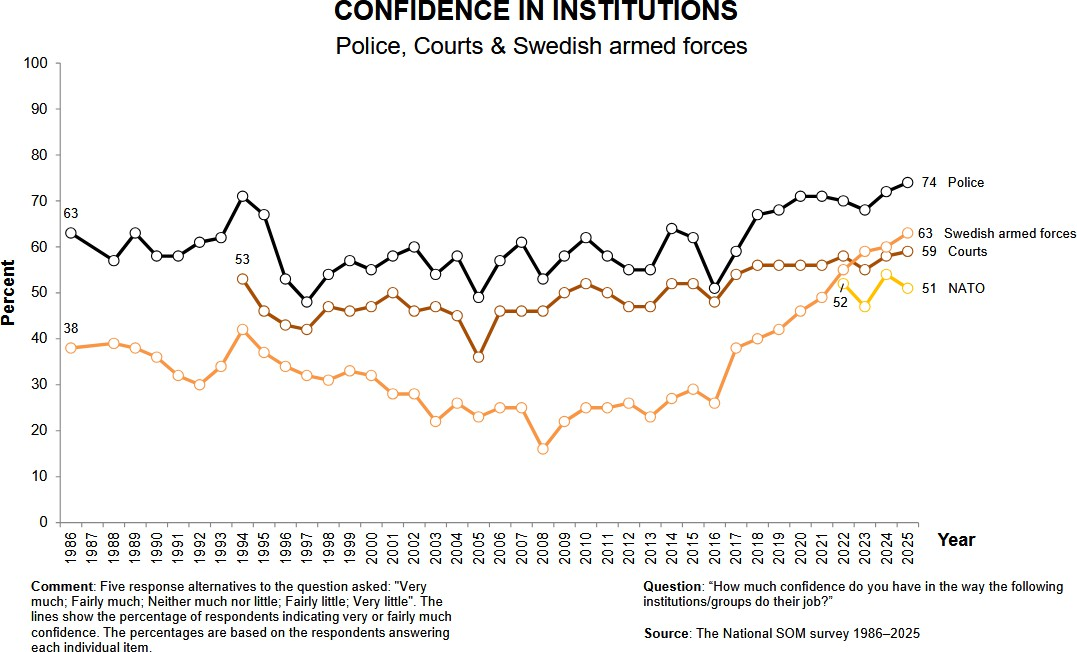 CONFIDENCE IN INSTITUTIONS
Police, Courts & Swedish armed forces
Percent
100
90
80
70
60
50
40
30
20
10
0
63
38
53
52
74 Police
63 Swedish armed forces
59 Courts
51 NATO
1986 1987 1988 1989 1990 1991 1992 1993 1994 1995 1996 1997 1998 1999 2000 2001 2002 2003 2004 2005 2006 2007 2008 2009 2010 2011 2012 2013 2014 2015 2016 2017 2018 2019 2020 2021 2022 2023 2024 2025
Year
Comment: Five response alternatives to the question asked: "Very
much; Fairly much; Neither much nor little; Fairly little; Very little". The
lines show the percentage of respondents indicating very or fairly much
confidence. The percentages are based on the respondents answering
each individual item.
Question: “How much confidence do you have in the way the following
institutions/groups do their job?”
Source: The National SOM survey 1986–2025